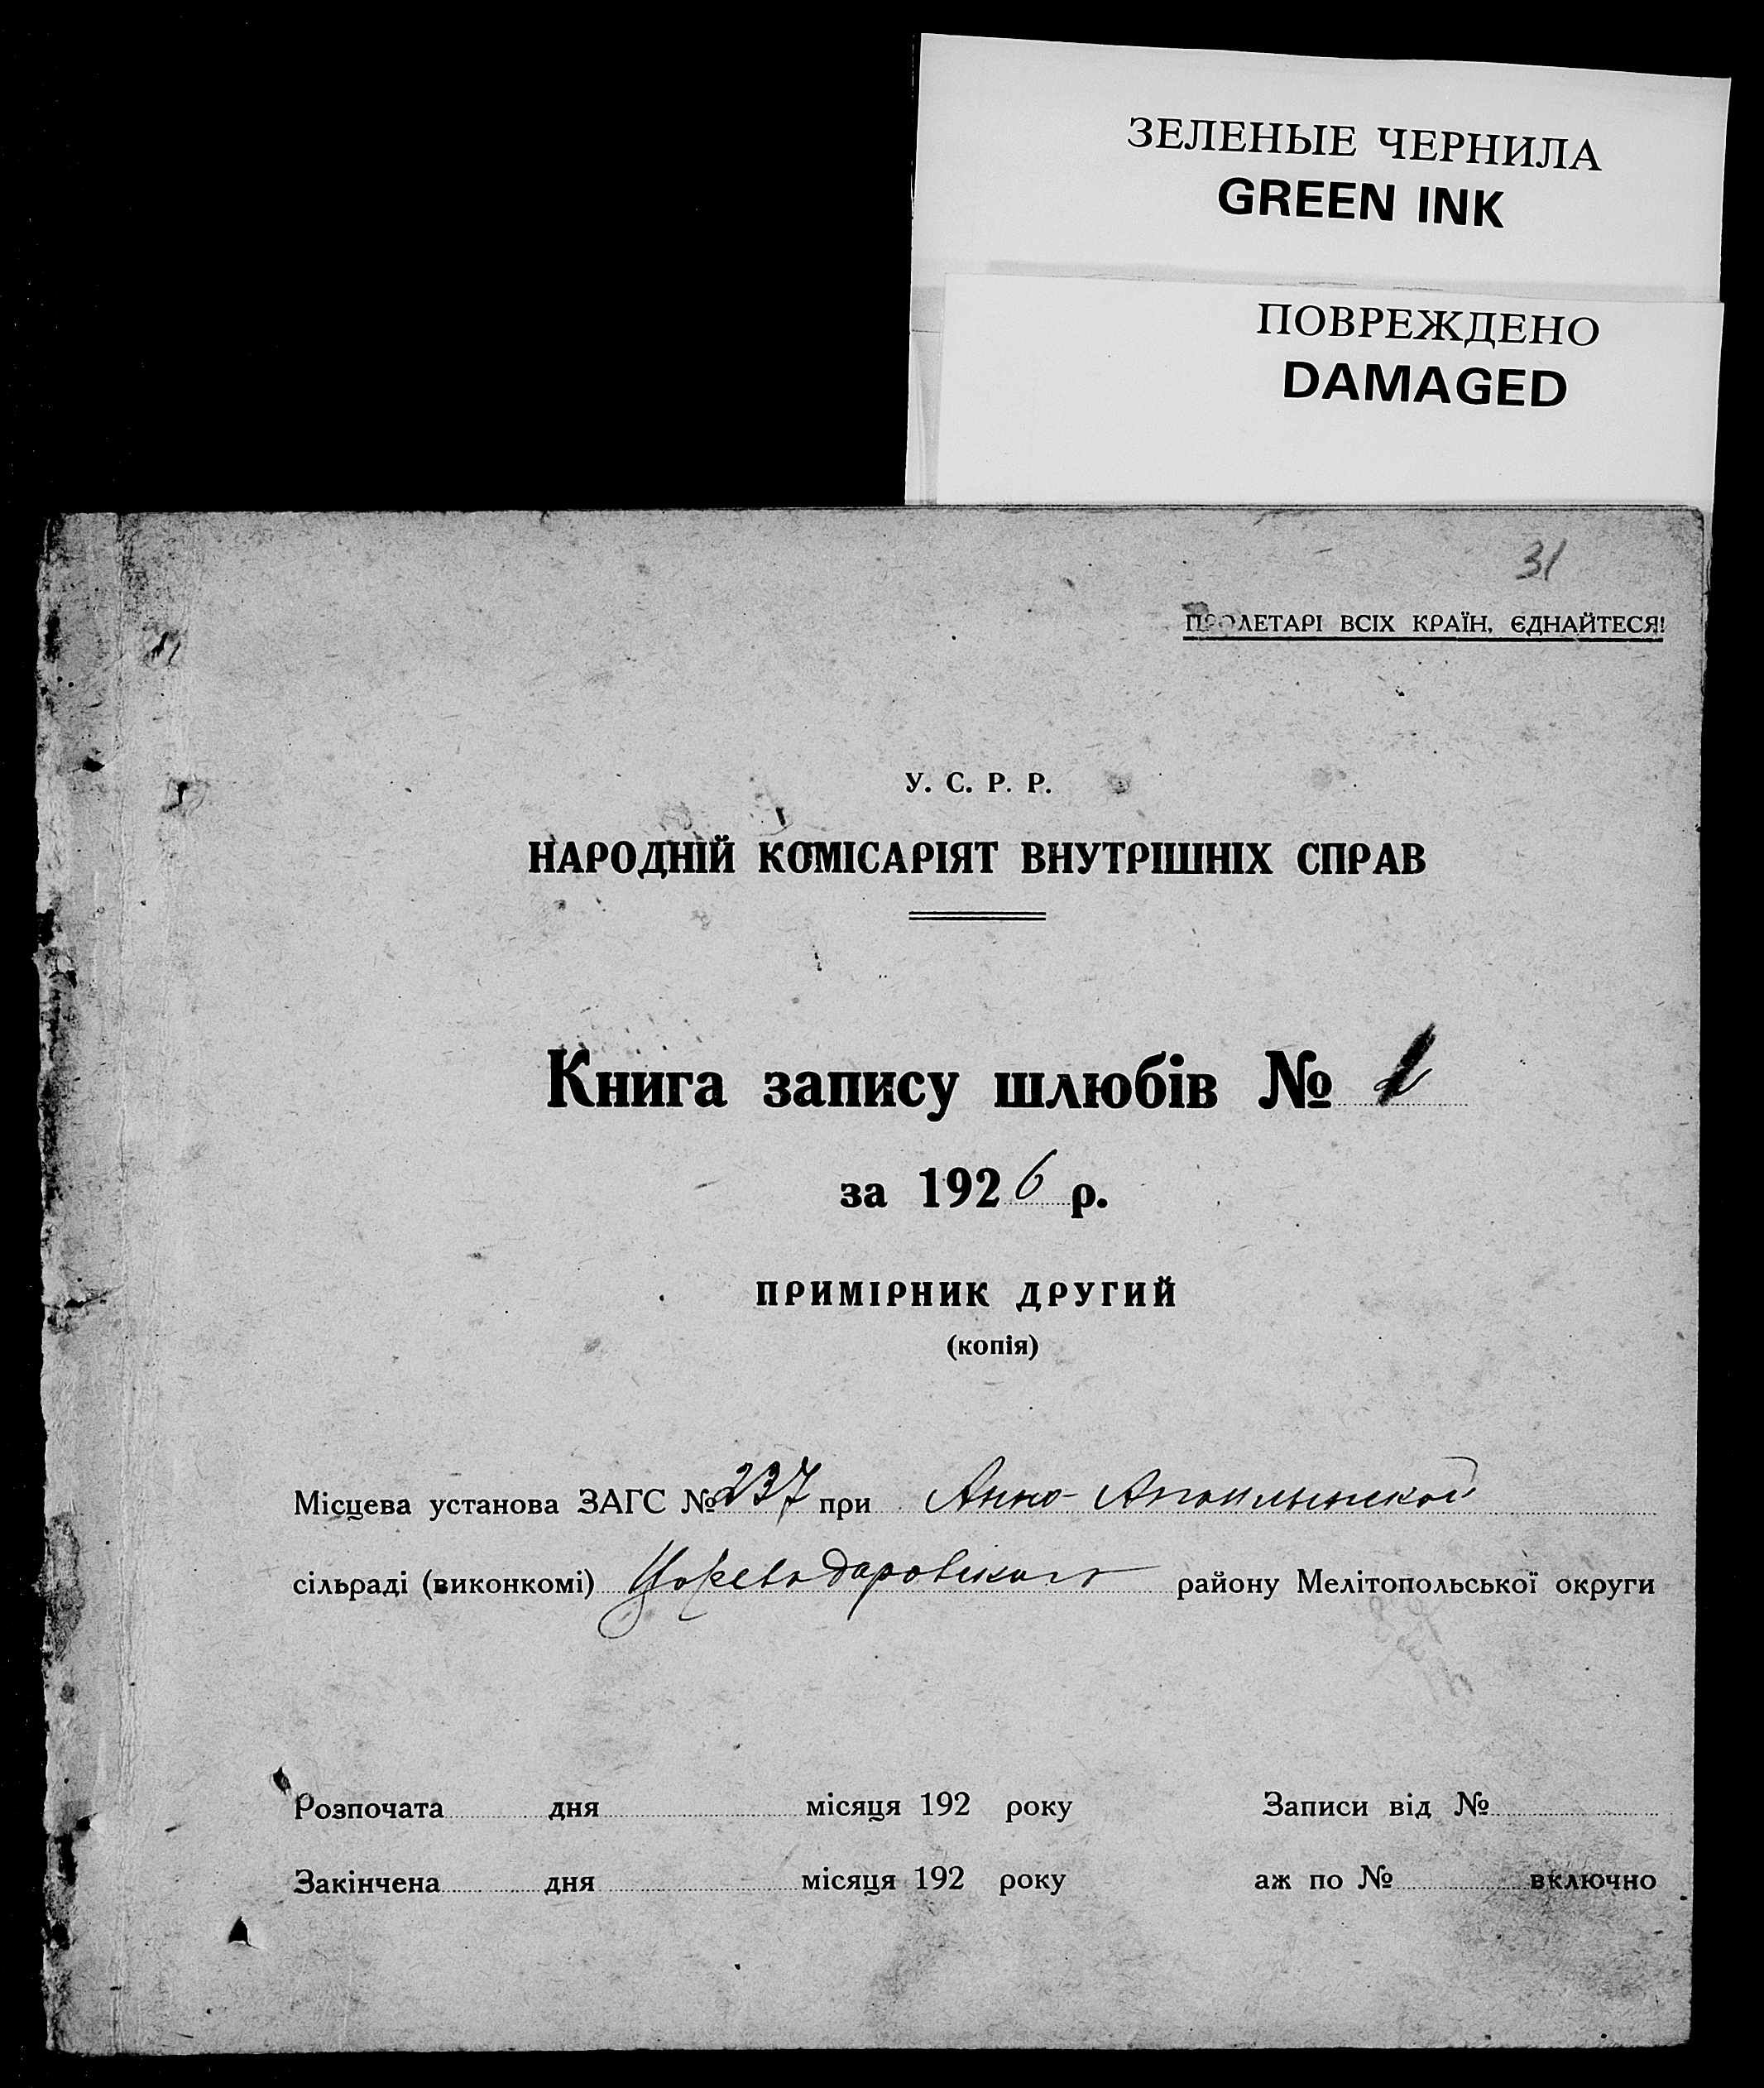 ЗЕЛЕНЫЕ ЧЕРНИЛА
GREEN INK
ПОВРЕЖДЕНО
DAMAGED
31
ПРОЛЕТАРІ ВСІХ КРАЇН, ЄДНАЙТЕСЯ!
У. С. Р. Р.
НАРОДНІЙ КОМІСАРІЯТ ВНУТРІШНІХ СПРАВ
Книга запису шлюбів № 1
за 1926 р.
ПРИМІРНИК ДРУГИЙ
(копія)
Місцева установа ЗАГС № 237 при Анно-
сільраді (виконкомі) району Мелітопольської округи
Розпочата дня місяця 192 року Записи від №
Закінчена дня місяця 192 року аж по № включно